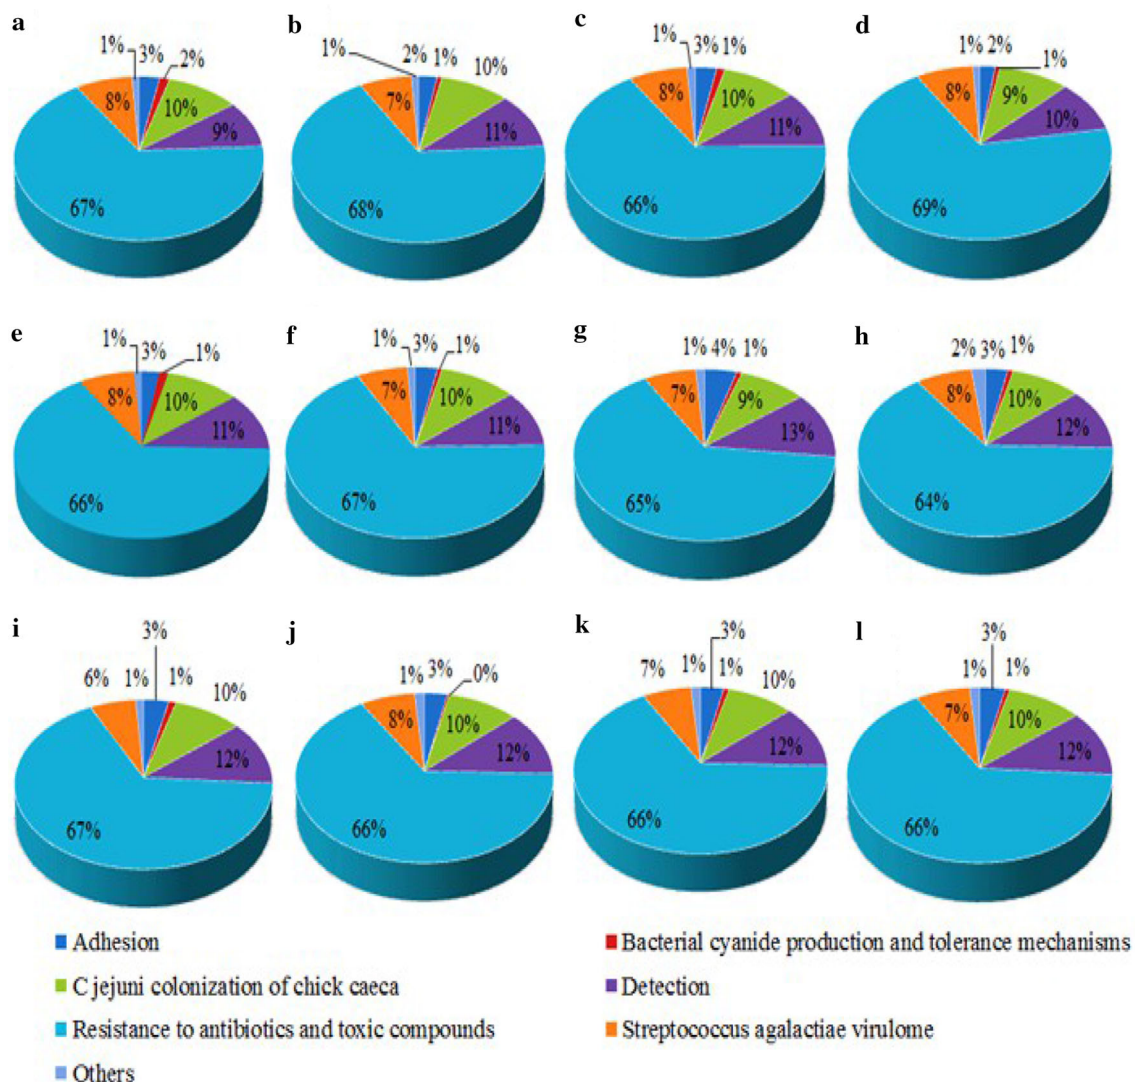 a
b
c
d
1% 3% 2%
1% 2% 1% 10%
1% 3% 1%
1% 2% 1%
8% 10% 9% 67%
7% 11% 68%
8% 10% 11% 66%
8% 9% 10% 69%
e
f
g
h
1% 3% 1%
1% 3% 1%
1% 4% 1%
2% 3% 1%
8% 10% 11% 66%
7% 10% 11% 67%
7% 9% 13% 65%
8% 10% 12% 64%
i
j
k
l
3%
6% 1% 1% 10%
1% 3% 0%
3%
7% 1% 1% 10%
3%
1% 1%
12% 67%
8% 10% 12% 66%
12% 66%
7% 10% 12% 66%
Adhesion
Bacterial cyanide production and tolerance mechanisms
C jejuni colonization of chick caeca
Detection
Resistance to antibiotics and toxic compounds
Streptococcus agalactiae virulome
Others